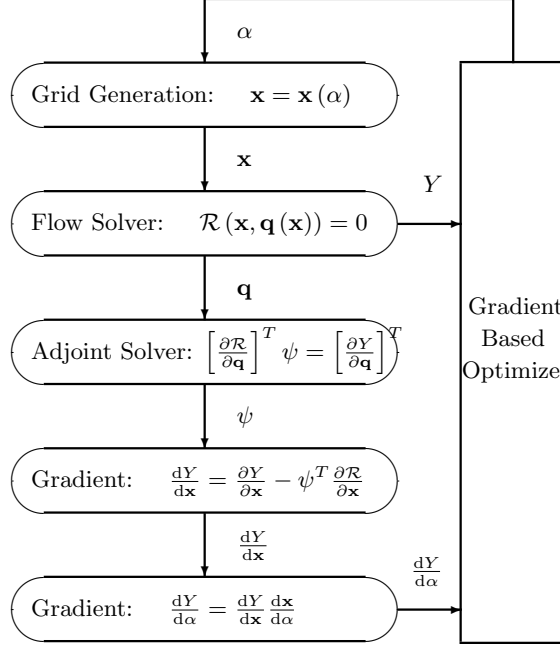 α
Grid Generation: 𝐱 = 𝐱 (α)
𝐱
Y
Flow Solver: ℛ (𝐱, 𝐪 (𝐱)) = 0
𝐪
Gradient
Based
Optimize
Adjoint Solver: [∂ℛ/∂𝐪]^T ψ = [∂Y/∂𝐪]^T
ψ
Gradient: dY/d𝐱 = ∂Y/∂𝐱 − ψ^T ∂ℛ/∂𝐱
dY/d𝐱
dY/dα
Gradient: dY/dα = dY/d𝐱 d𝐱/dα